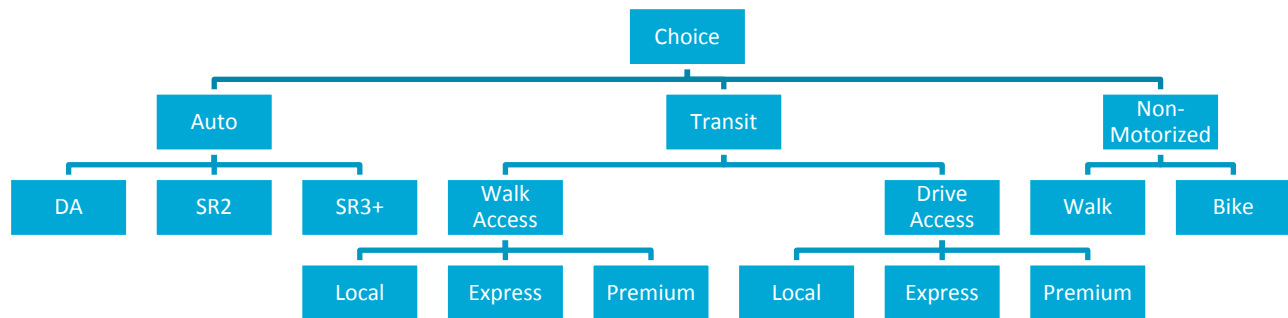 Choice
Auto
Transit
Non-
Motorized
DA
SR2
SR3+
Walk
Access
Drive
Access
Walk
Bike
Local
Express
Premium
Local
Express
Premium